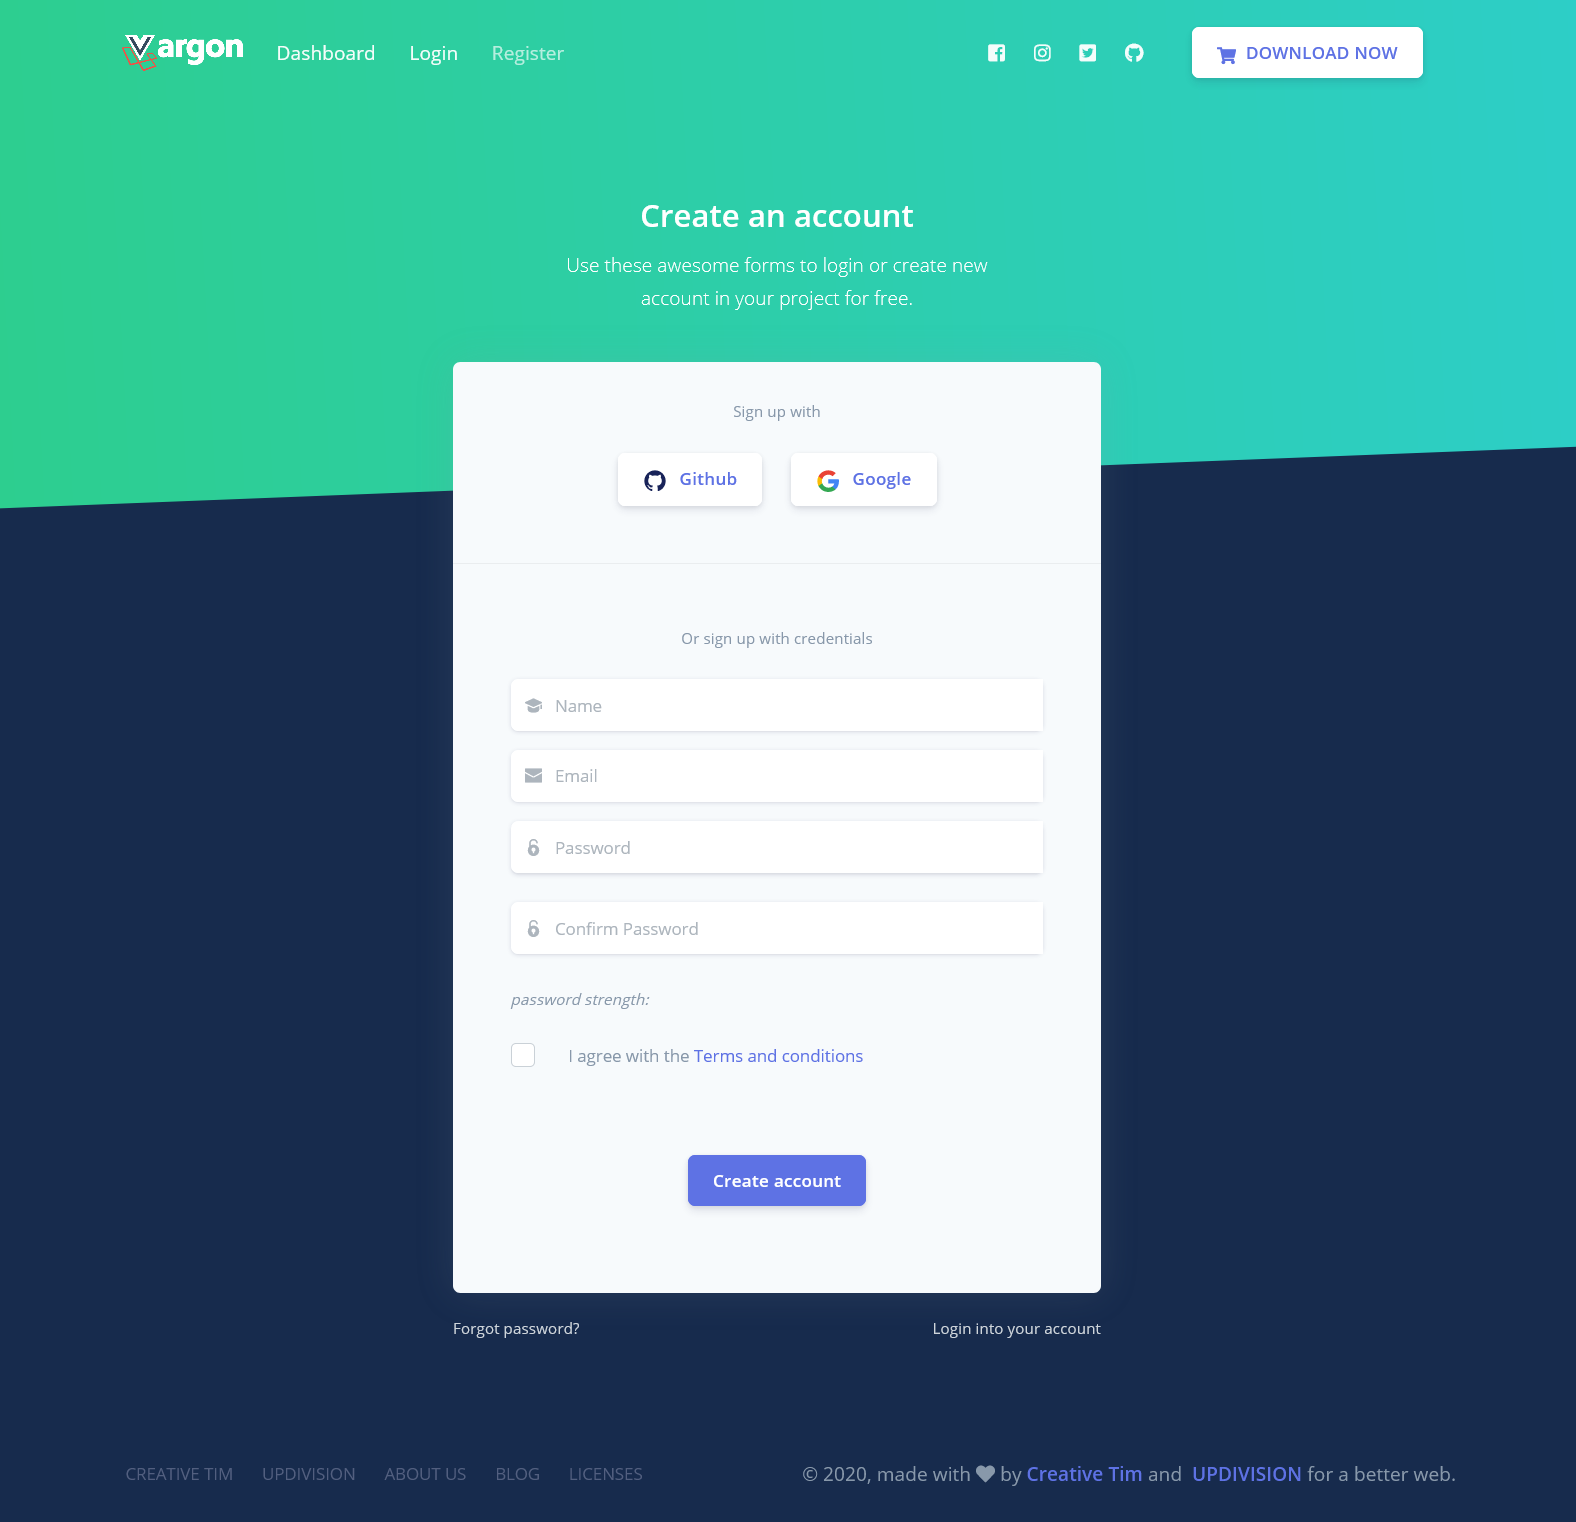 argon Dashboard Login Register DOWNLOAD NOW
Create an account
Use these awesome forms to login or create new
account in your project for free.
Sign up with
Github Google
Or sign up with credentials
Name
Email
Password
Confirm Password
password strength:
I agree with the Terms and conditions
Create account
Forgot password? Login into your account
CREATIVE TIM UPDIVISION ABOUT US BLOG LICENSES © 2020, made with by Creative Tim and UPDIVISION for a better web.